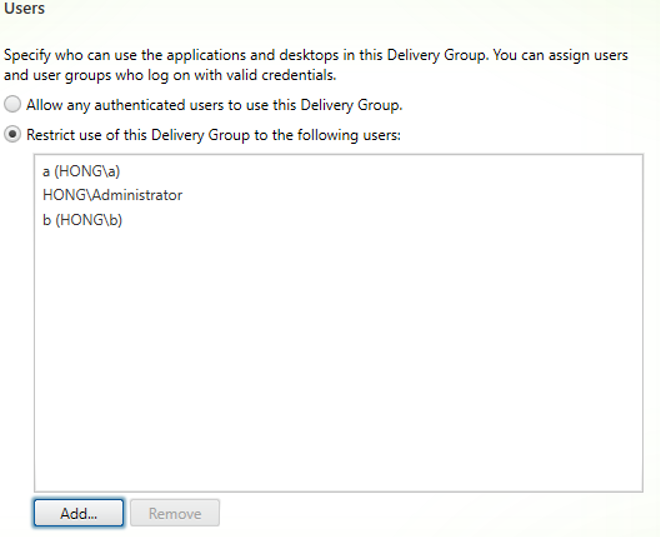 Users
Specify who can use the applications and desktops in this Delivery Group. You can assign users
and user groups who log on with valid credentials.
Allow any authenticated users to use this Delivery Group.
Restrict use of this Delivery Group to the following users:
a (HONG\a)
HONG\Administrator
b (HONG\b)
Add...
Remove